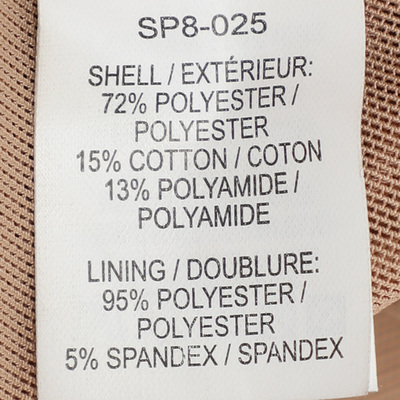 SP8-025
SHELL / EXTÉRIEUR:
72% POLYESTER /
POLYESTER
15% COTTON / COTON
13% POLYAMIDE /
POLYAMIDE
LINING / DOUBLURE:
95% POLYESTER /
POLYESTER
5% SPANDEX / SPANDEX